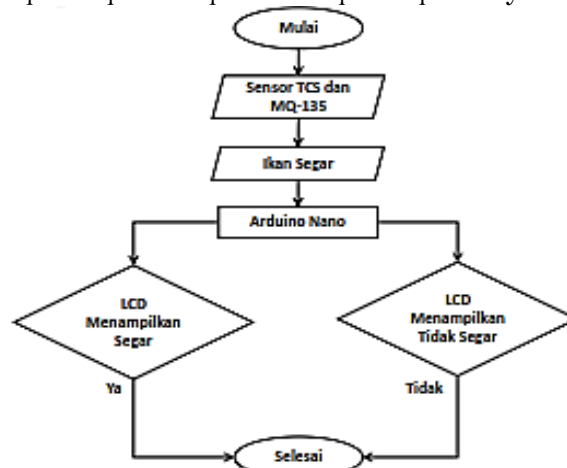 Mulai
Sensor TCS dan
MQ-135
Ikan Segar
Arduino Nano
LCD
Menampilkan
Segar
LCD
Menampilkan
Tidak Segar
Ya
Tidak
Selesai